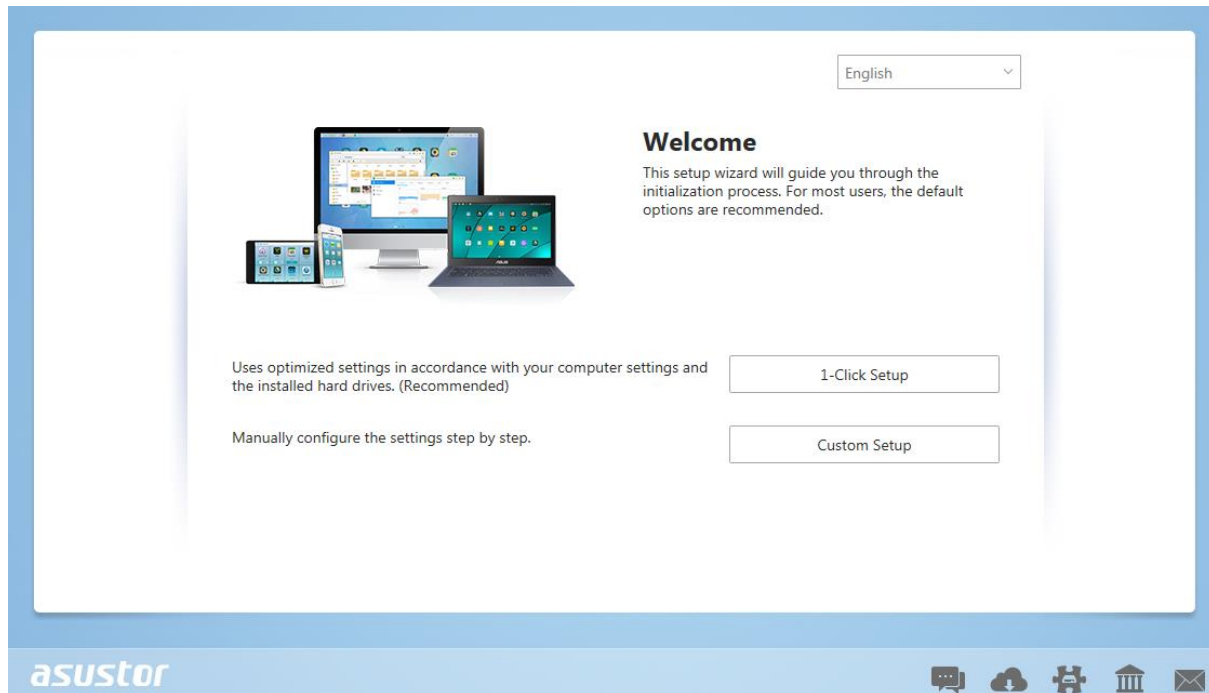 English
Welcome
This setup wizard will guide you through the
initialization process. For most users, the default
options are recommended.
Uses optimized settings in accordance with your computer settings and
the installed hard drives. (Recommended)
1-Click Setup
Manually configure the settings step by step.
Custom Setup
asustor